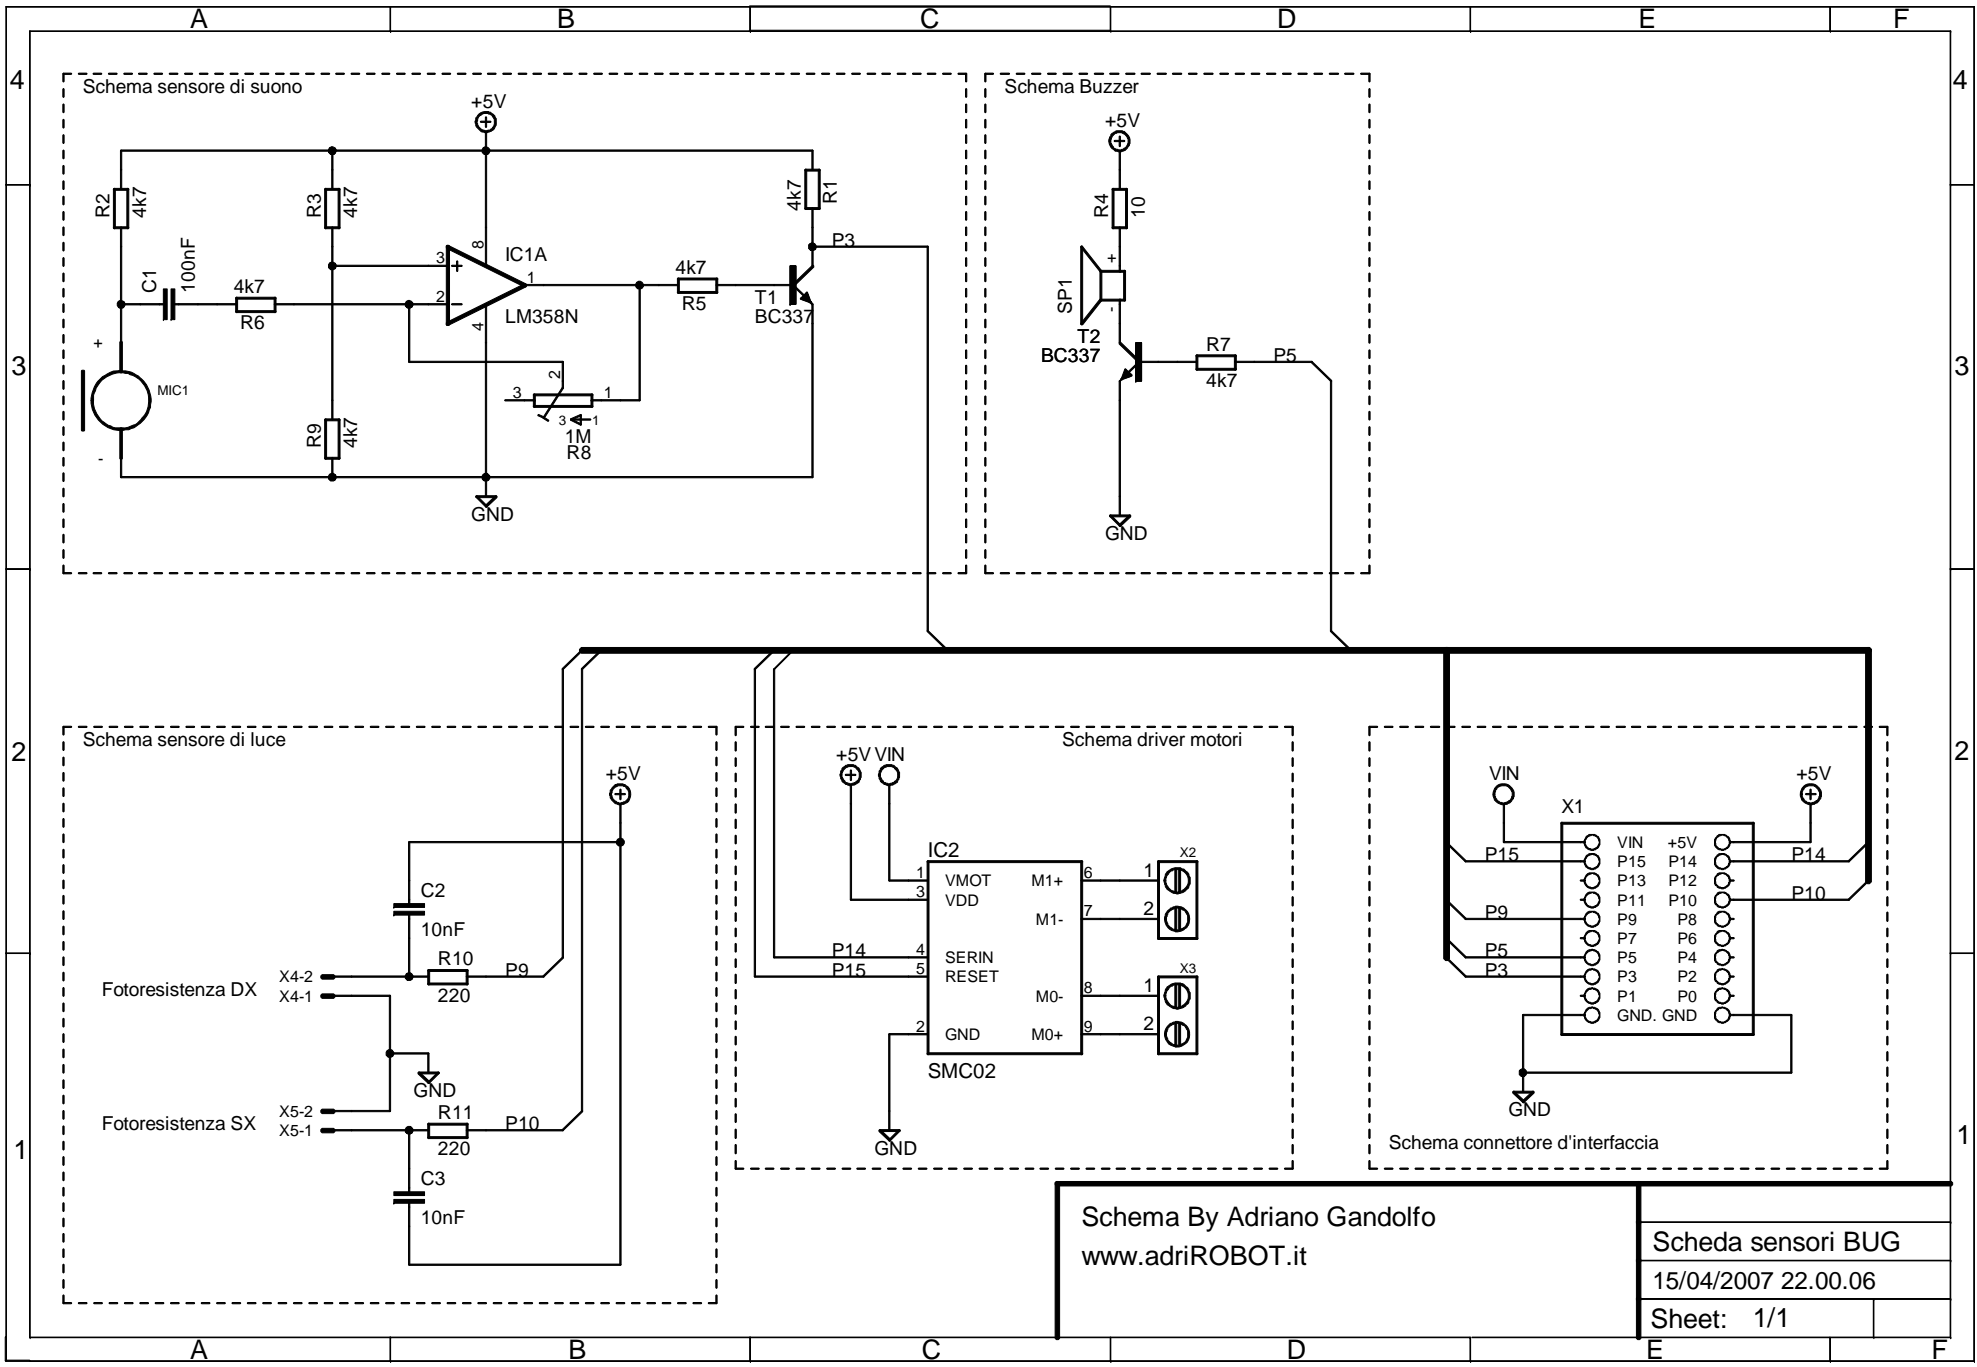 A B C D E F
4 4
3 3
2 2
1 1
Schema sensore di suono
+5V
R2 4k7
R3 4k7
4k7 R1
C1 100nF
P3
8
IC1A
3
+
1
2
4
LM358N
4k7
R6
4k7
R5
T1
BC337
+
MIC1
-
2
3 1
3 1
1M
R8
R9 4k7
GND
Schema Buzzer
+5V
R4 10
+
SP1
-
T2
BC337
R7
4k7
P5
GND
Schema sensore di luce
+5V
C2
10nF
R10
220
P9
Fotoresistenza DX
X4-2
X4-1
GND
Fotoresistenza SX
X5-2
X5-1
R11
220
P10
C3
10nF
Schema driver motori
+5V VIN
IC2
1 VMOT M1+ 6 1 X2
3 VDD
M1- 7 2
P14 4 SERIN
P15 5 RESET
M0- 8 1 X3
2 GND M0+ 9 2
SMC02
GND
VIN
+5V
X1
VIN +5V
P15 P15 P14 P14
P13 P12
P11 P10 P10
P9 P9 P8
P7 P6
P5 P5 P4
P3 P3 P2
P1 P0
GND. GND
GND
Schema connettore d'interfaccia
Schema By Adriano Gandolfo
www.adriROBOT.it
Scheda sensori BUG
15/04/2007 22.00.06
Sheet: 1/1
A B C D E F